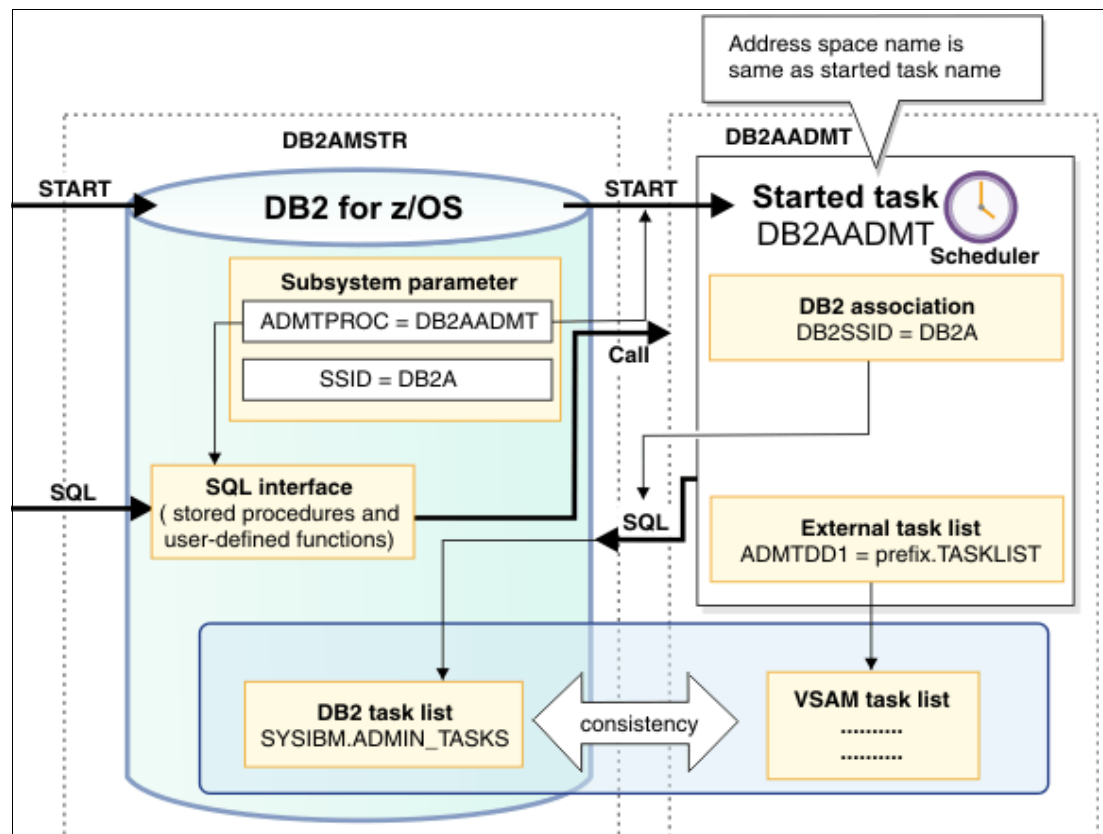 Address space name is
same as started task name
DB2AMSTR
DB2AADMT
START
DB2 for z/OS
START
Started task
DB2AADMT
Scheduler
Subsystem parameter
ADMTPROC = DB2AADMT
SSID = DB2A
Call
DB2 association
DB2SSID = DB2A
SQL
SQL interface
( stored procedures and
user-defined functions)
SQL
External task list
ADMTDD1 = prefix.TASKLIST
DB2 task list
SYSIBM.ADMIN_TASKS
consistency
VSAM task list
..........
..........